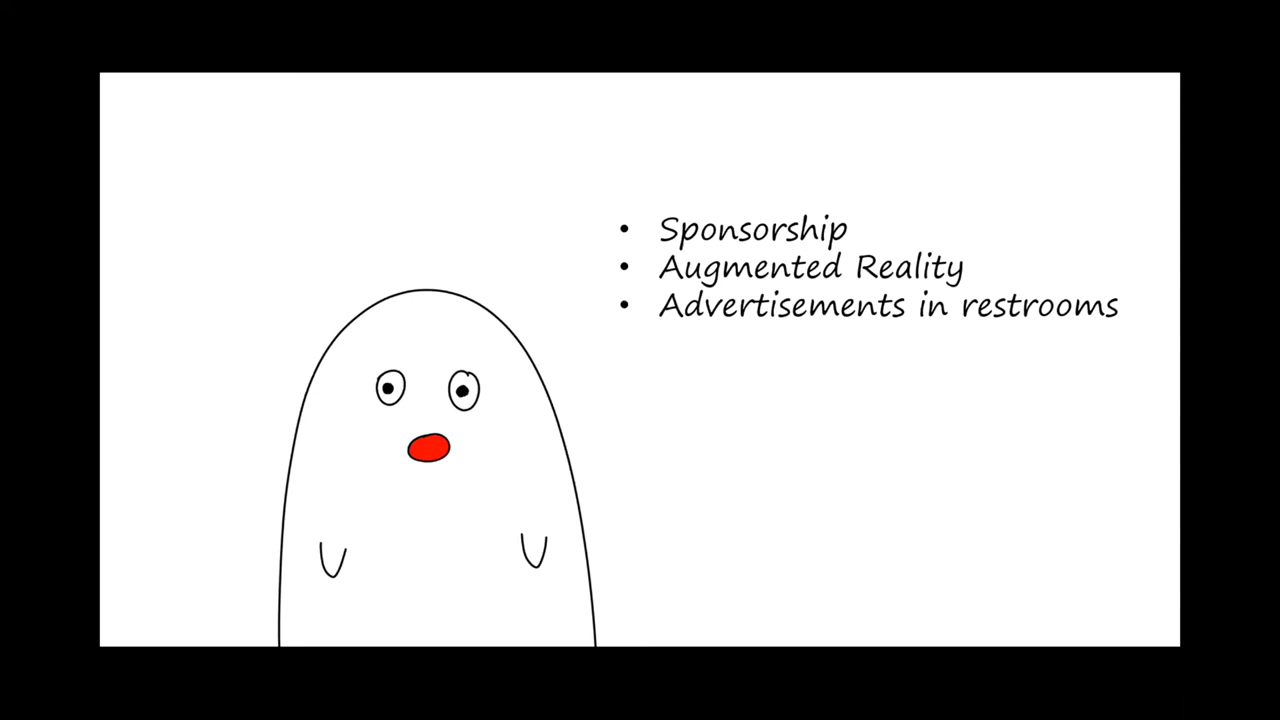 • Sponsorship
• Augmented Reality
• Advertisements in restrooms